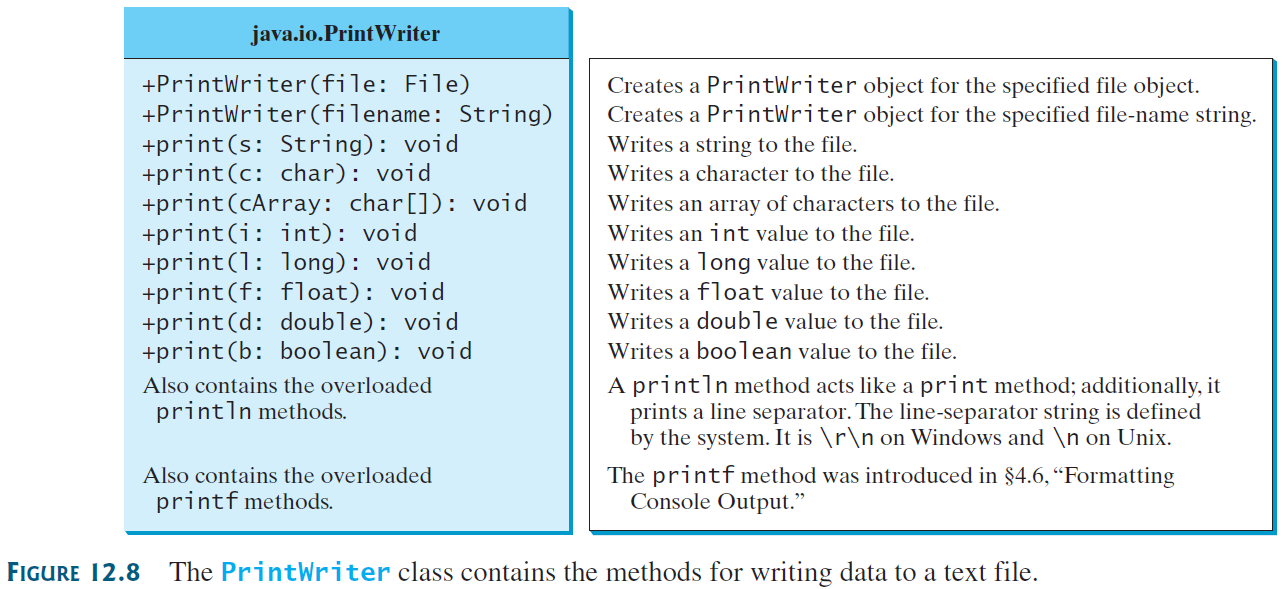 java.io.PrintWriter
+PrintWriter(file: File)
Creates a PrintWriter object for the specified file object.
+PrintWriter(filename: String)
Creates a PrintWriter object for the specified file-name string.
+print(s: String): void
Writes a string to the file.
+print(c: char): void
Writes a character to the file.
+print(cArray: char[]): void
Writes an array of characters to the file.
+print(i: int): void
Writes an int value to the file.
+print(l: long): void
Writes a long value to the file.
+print(f: float): void
Writes a float value to the file.
+print(d: double): void
Writes a double value to the file.
+print(b: boolean): void
Writes a boolean value to the file.
Also contains the overloaded
println methods.
A println method acts like a print method; additionally, it
prints a line separator. The line-separator string is defined
by the system. It is \r\n on Windows and \n on Unix.
Also contains the overloaded
printf methods.
The printf method was introduced in §4.6, “Formatting
Console Output.”
FIGURE 12.8 The PrintWriter class contains the methods for writing data to a text file.